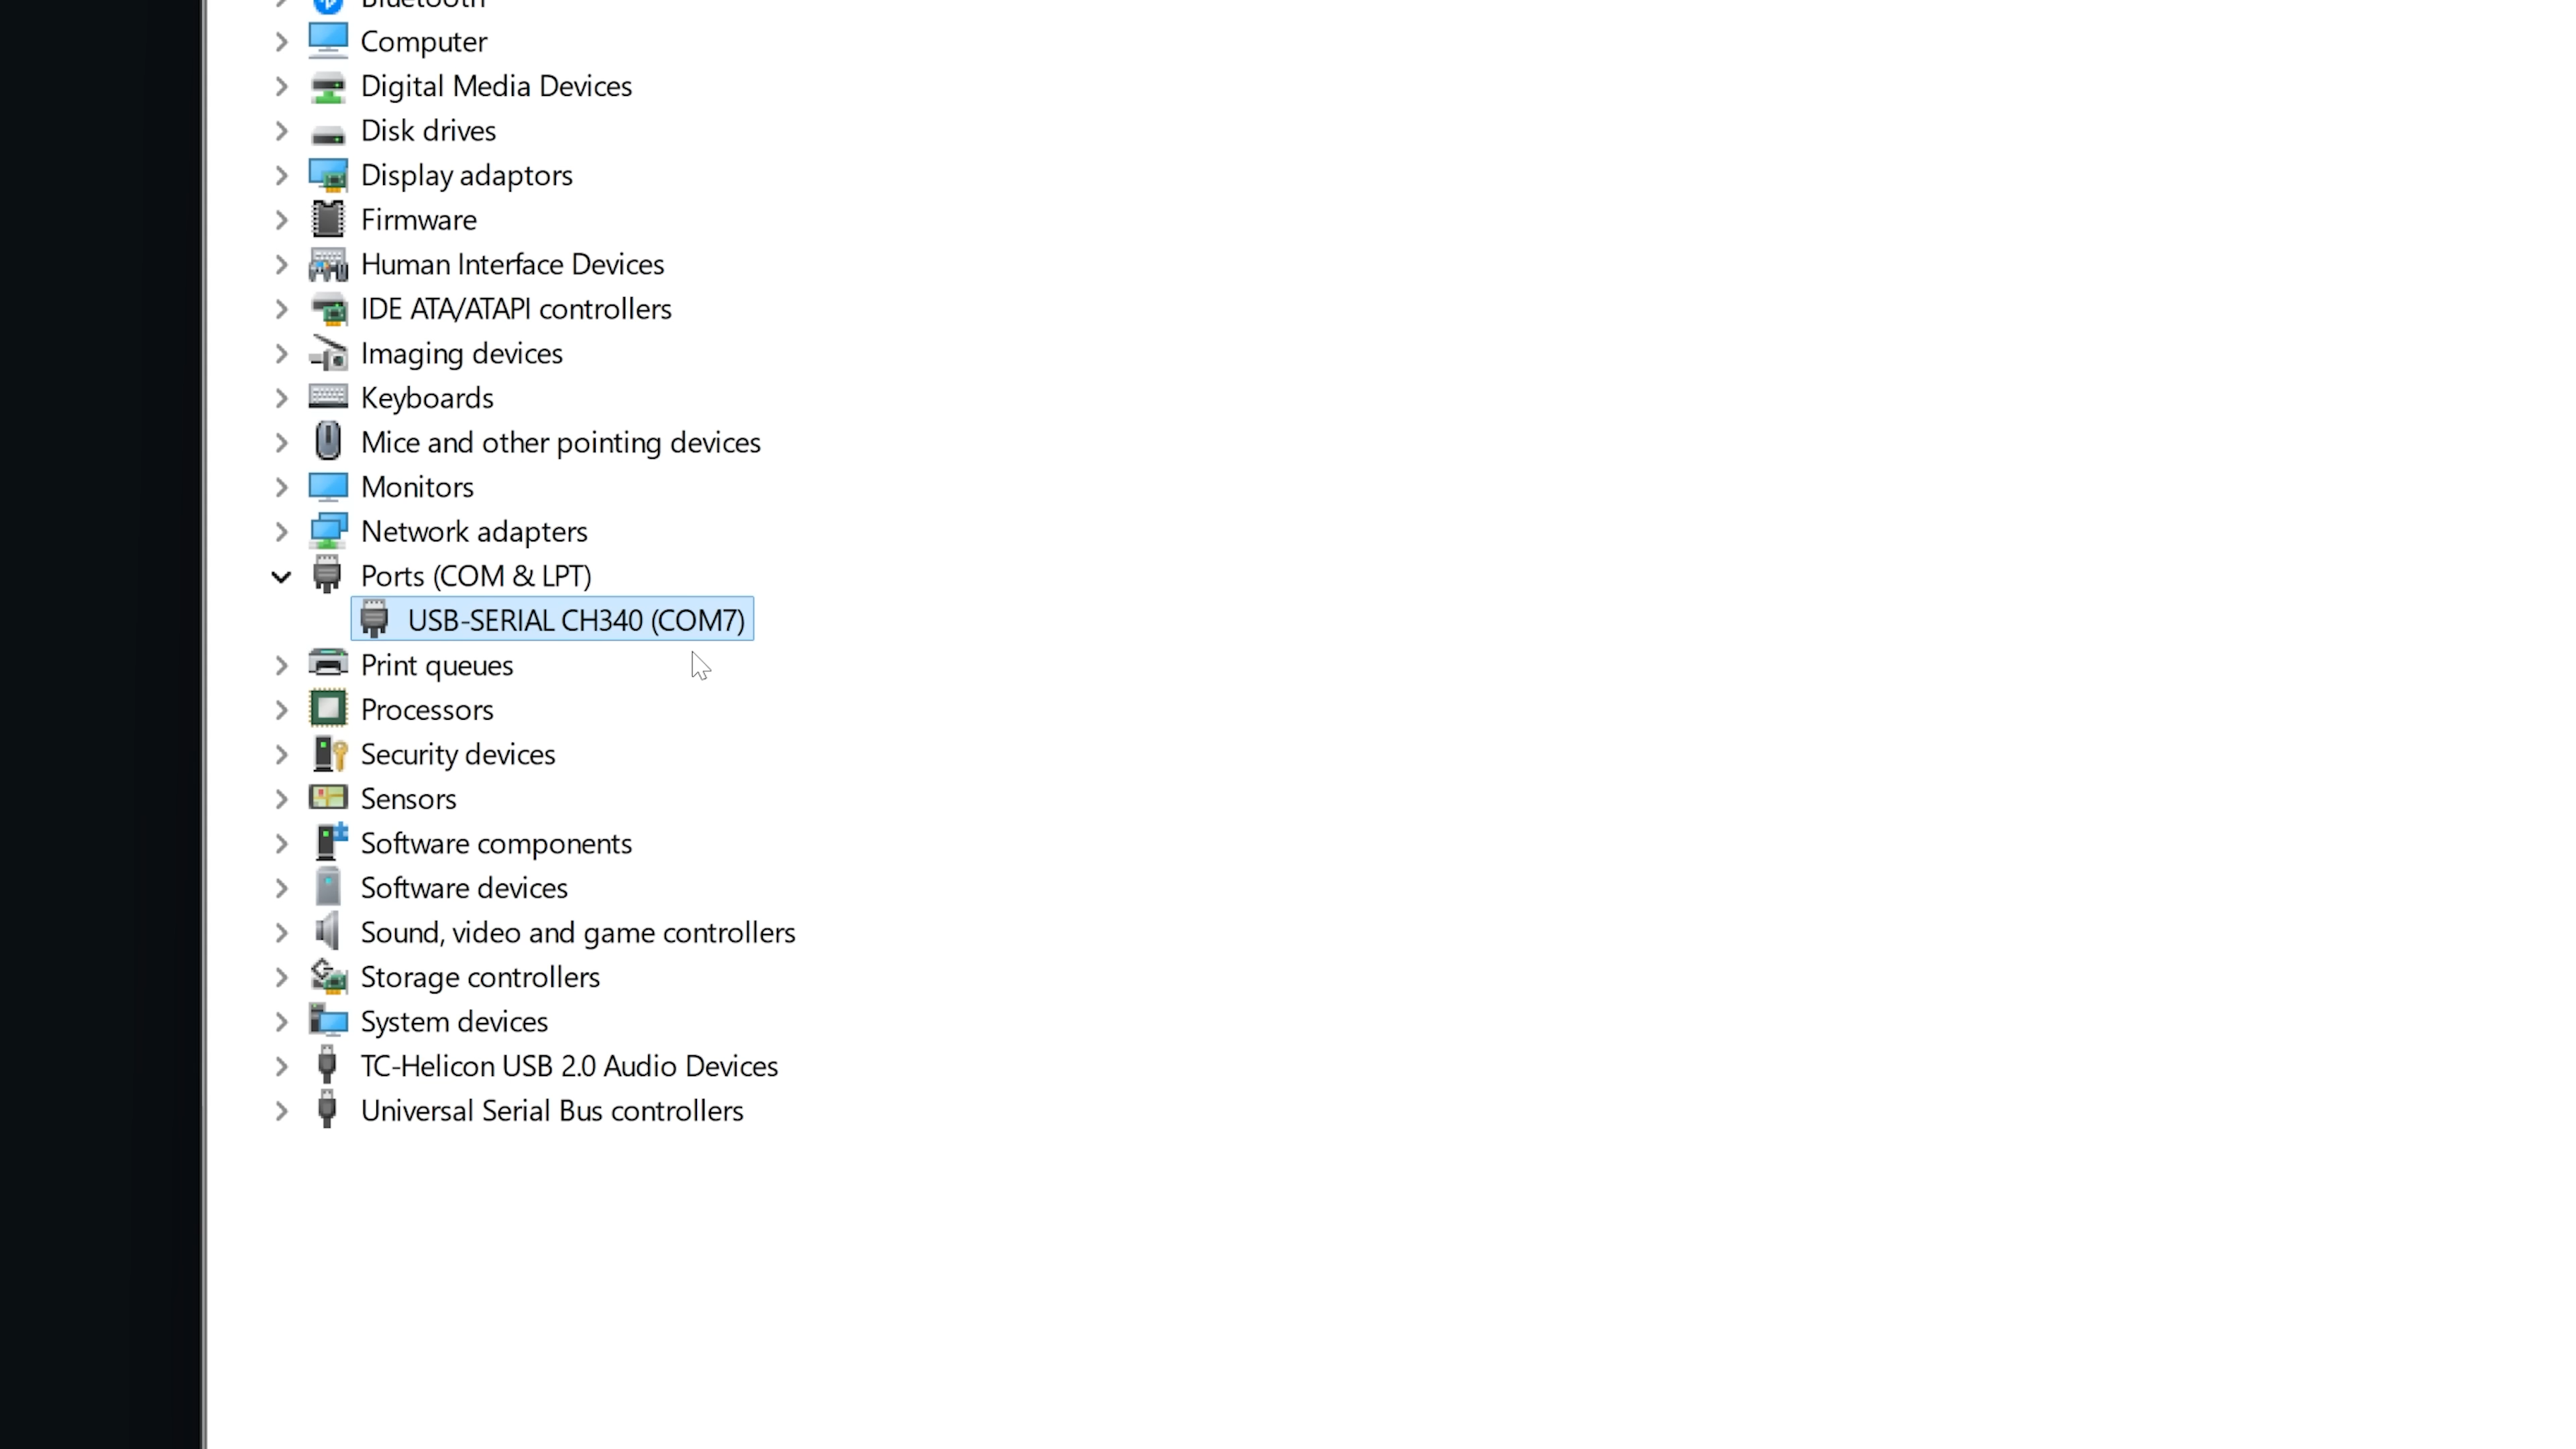 Bluetooth
Computer
Digital Media Devices
Disk drives
Display adaptors
Firmware
Human Interface Devices
IDE ATA/ATAPI controllers
Imaging devices
Keyboards
Mice and other pointing devices
Monitors
Network adapters
Ports (COM & LPT)
USB-SERIAL CH340 (COM7)
Print queues
Processors
Security devices
Sensors
Software components
Software devices
Sound, video and game controllers
Storage controllers
System devices
TC-Helicon USB 2.0 Audio Devices
Universal Serial Bus controllers